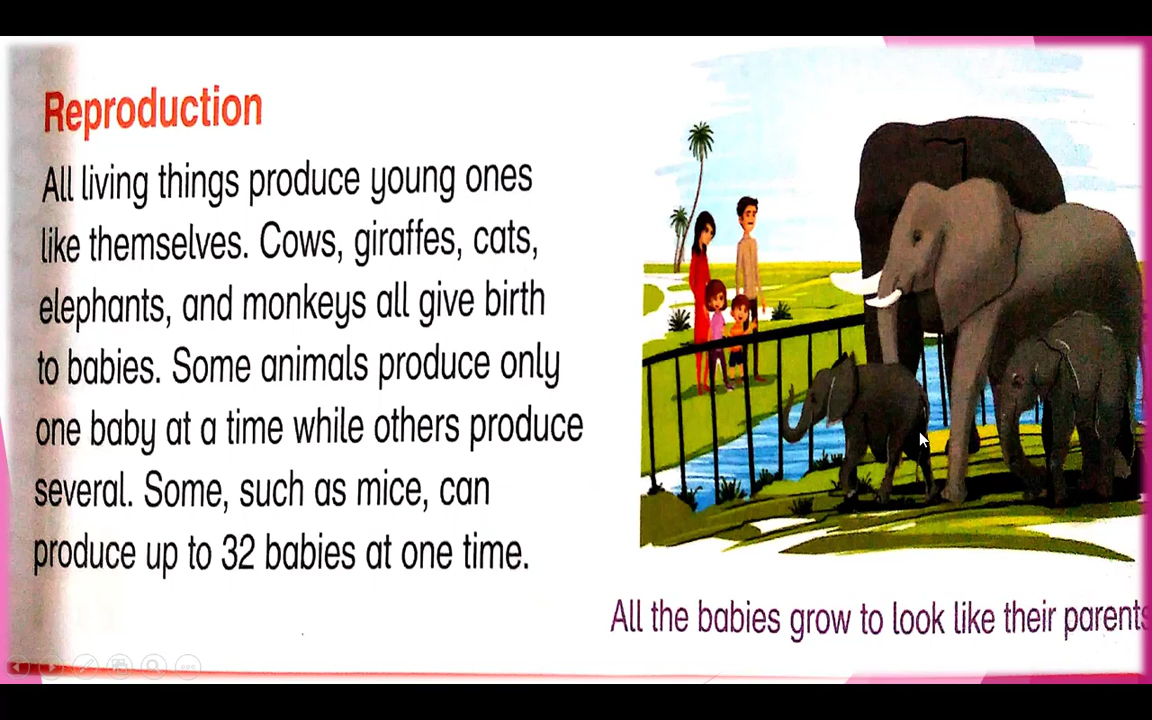 Reproduction
All living things produce young ones
like themselves. Cows, giraffes, cats,
elephants, and monkeys all give birth
to babies. Some animals produce only
one baby at a time while others produce
several. Some, such as mice, can
produce up to 32 babies at one time.
All the babies grow to look like their parents